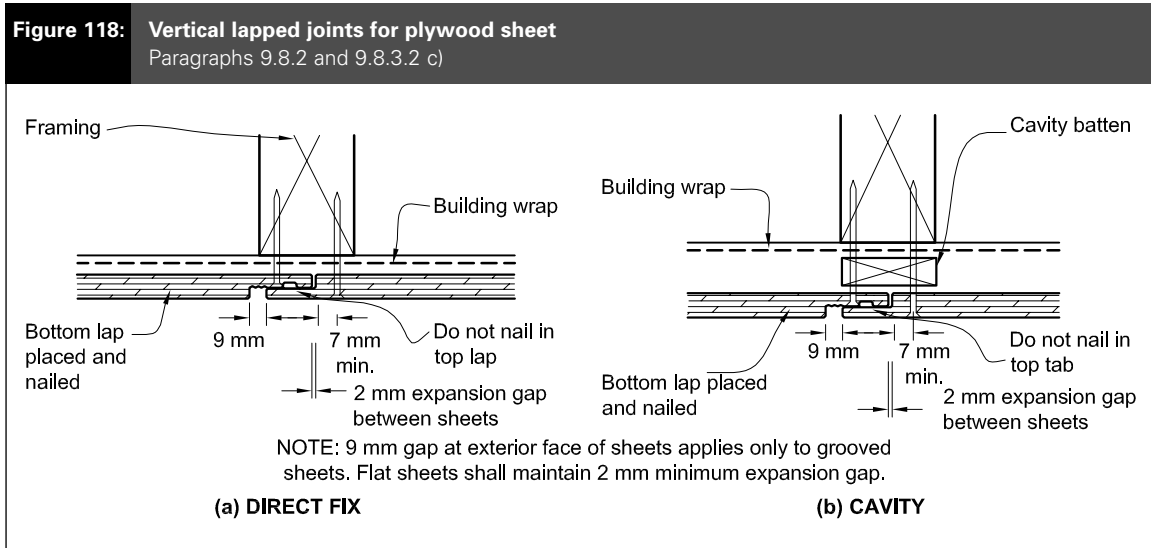 Figure 118:
Vertical lapped joints for plywood sheet
Paragraphs 9.8.2 and 9.8.3.2 c)
Framing
Building wrap
Bottom lap
placed and
nailed
9 mm
7 mm
min.
Do not nail in
top lap
2 mm expansion gap
between sheets
Cavity batten
Building wrap
Bottom lap placed
and nailed
9 mm
7 mm
min.
Do not nail in
top tab
2 mm expansion gap
between sheets
NOTE: 9 mm gap at exterior face of sheets applies only to grooved
sheets. Flat sheets shall maintain 2 mm minimum expansion gap.
(a) DIRECT FIX
(b) CAVITY